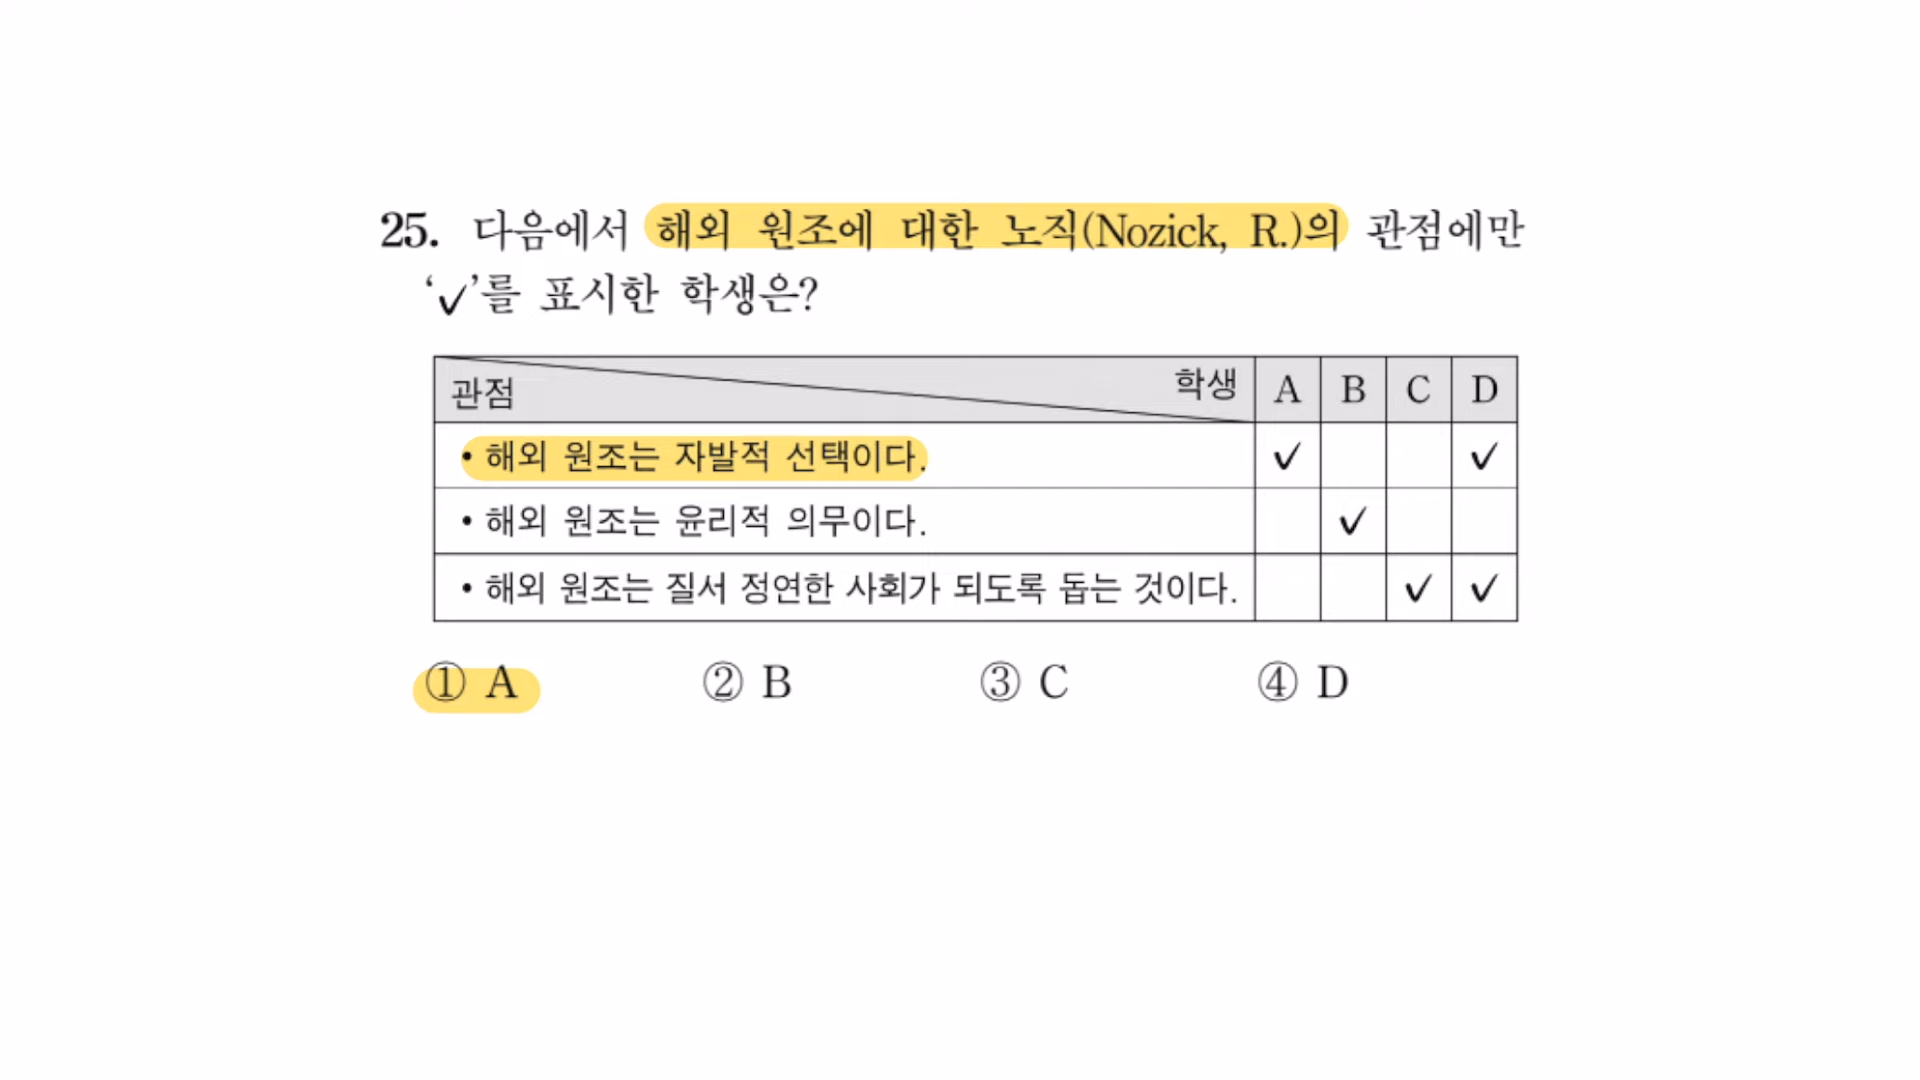 25. 다음에서 해외 원조에 대한 노직(Nozick, R.)의 관점에만
‘✓’를 표시한 학생은?
관점 학생 A B C D
• 해외 원조는 자발적 선택이다. ✓ ✓
• 해외 원조는 윤리적 의무이다. ✓
• 해외 원조는 질서 정연한 사회가 되도록 돕는 것이다. ✓ ✓
① A ② B ③ C ④ D